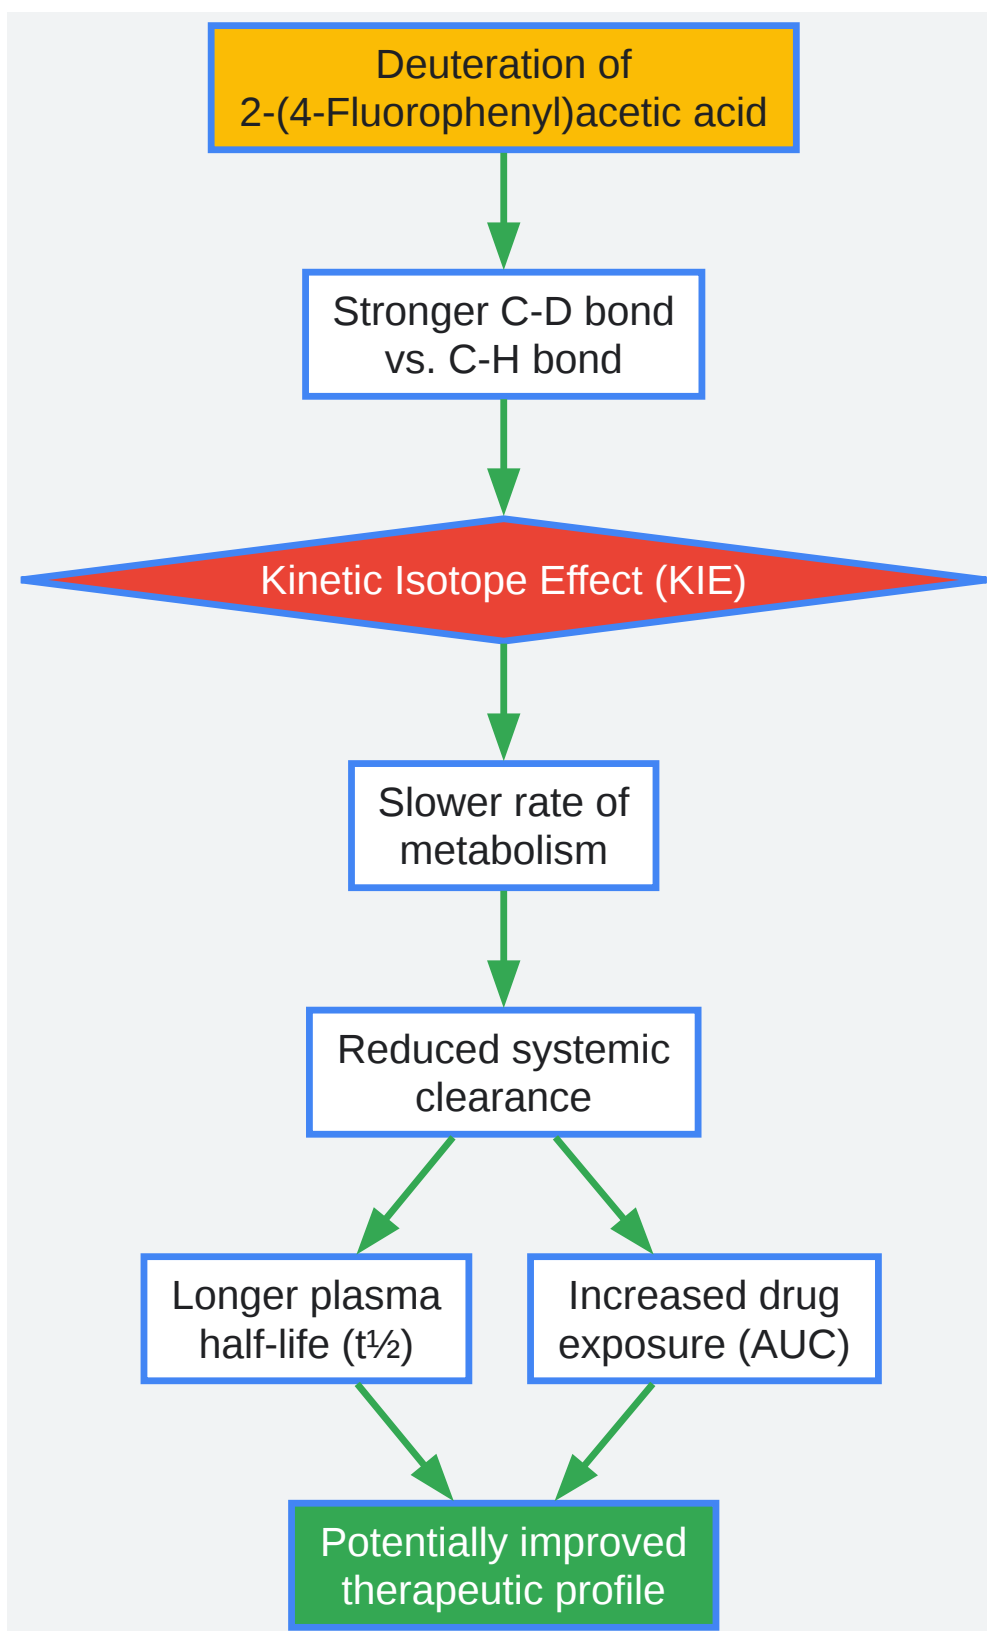 Deuteration of
2-(4-Fluorophenyl)acetic acid
Stronger C-D bond
vs. C-H bond
Kinetic Isotope Effect (KIE)
Slower rate of
metabolism
Reduced systemic
clearance
Longer plasma
half-life (t½)
Increased drug
exposure (AUC)
Potentially improved
therapeutic profile